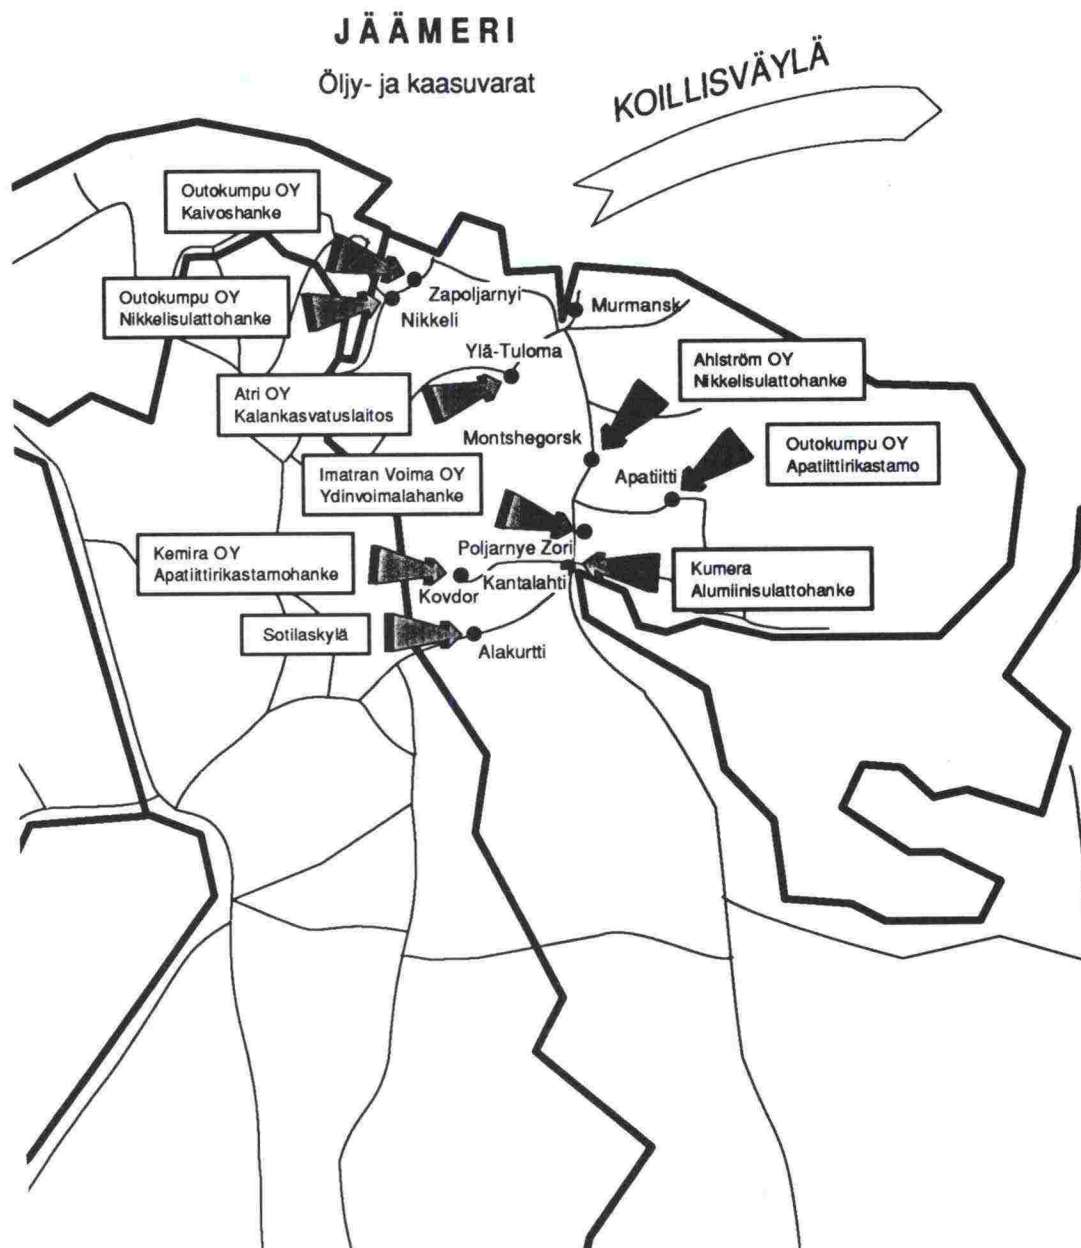 JÄÄMERI
Öljy- ja kaasuvarat
KOILLISVÄYLÄ
Outokumpu OY
Kaivoshanke
Outokumpu OY
Nikkelisulattohanke
Zapoljarnyi
Nikkeli
Murmansk
Ylä-Tuloma
Ahlström OY
Nikkelisulattohanke
Atri OY
Kalankasvatuslaitos
Montshegorsk
Outokumpu OY
Apatiittirikastamo
Apatiitti
Imatran Voima OY
Ydinvoimalahanke
Poljarnye Zori
Kemira OY
Apatiittirikastamohanke
Kovdor
Kantalahti
Kumera
Alumiinisulattohanke
Sotilaskylä
Alakurtti